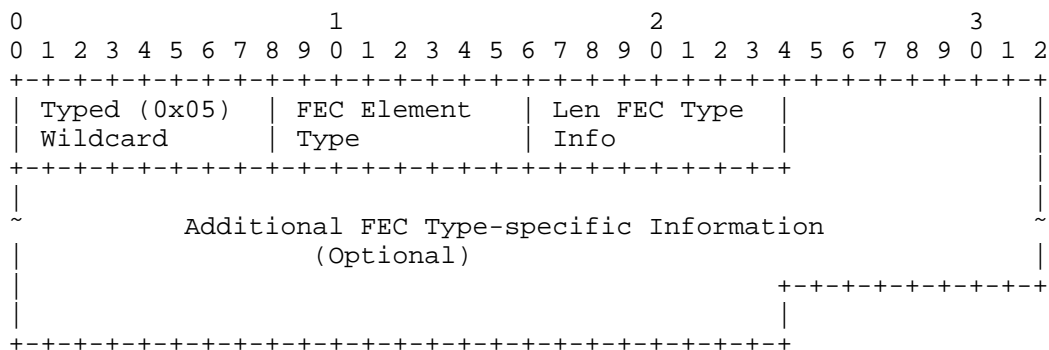 0                   1                   2                   3
0 1 2 3 4 5 6 7 8 9 0 1 2 3 4 5 6 7 8 9 0 1 2 3 4 5 6 7 8 9 0 1 2
+-+-+-+-+-+-+-+-+-+-+-+-+-+-+-+-+-+-+-+-+-+-+-+-+-+-+-+-+-+-+-+-+
| Typed (0x05)  | FEC Element   | Len FEC Type  |               |
| Wildcard      | Type          | Info          |               |
+-+-+-+-+-+-+-+-+-+-+-+-+-+-+-+-+-+-+-+-+-+-+-+-+               |
|                                                               |
~          Additional FEC Type-specific Information             ~
|                  (Optional)                                   |
|                                               +-+-+-+-+-+-+-+-+
|                                               |
+-+-+-+-+-+-+-+-+-+-+-+-+-+-+-+-+-+-+-+-+-+-+-+-+